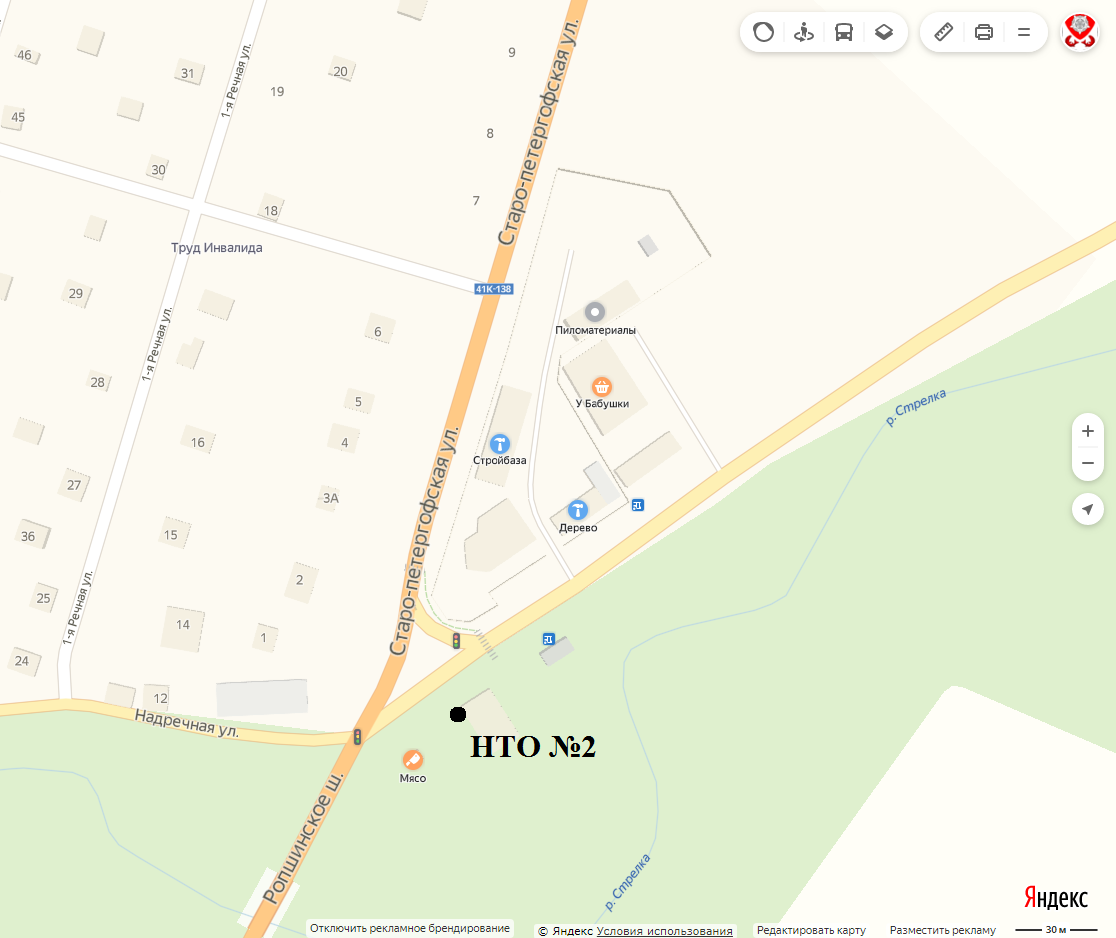 46
31
20
9
19
1-я Речная ул.
Старо-петергофская ул.
45
8
30
7
18
Труд Инвалида
41К-138
29
6
Пиломатериалы
1-я Речная ул.
28
5
У Бабушки
р. Стрелка
16
4
Стройбаза
Старо-петергофская ул.
27
3А
Дерево
36
15
2
25
14
1
1-я Речная ул.
24
12
Надречная ул.
НТО №2
Мясо
Ропшинское ш.
р. Стрелка
Яндекс
Отключить рекламное брендирование
© Яндекс Условия использования
Редактировать карту
Разместить рекламу
30 м